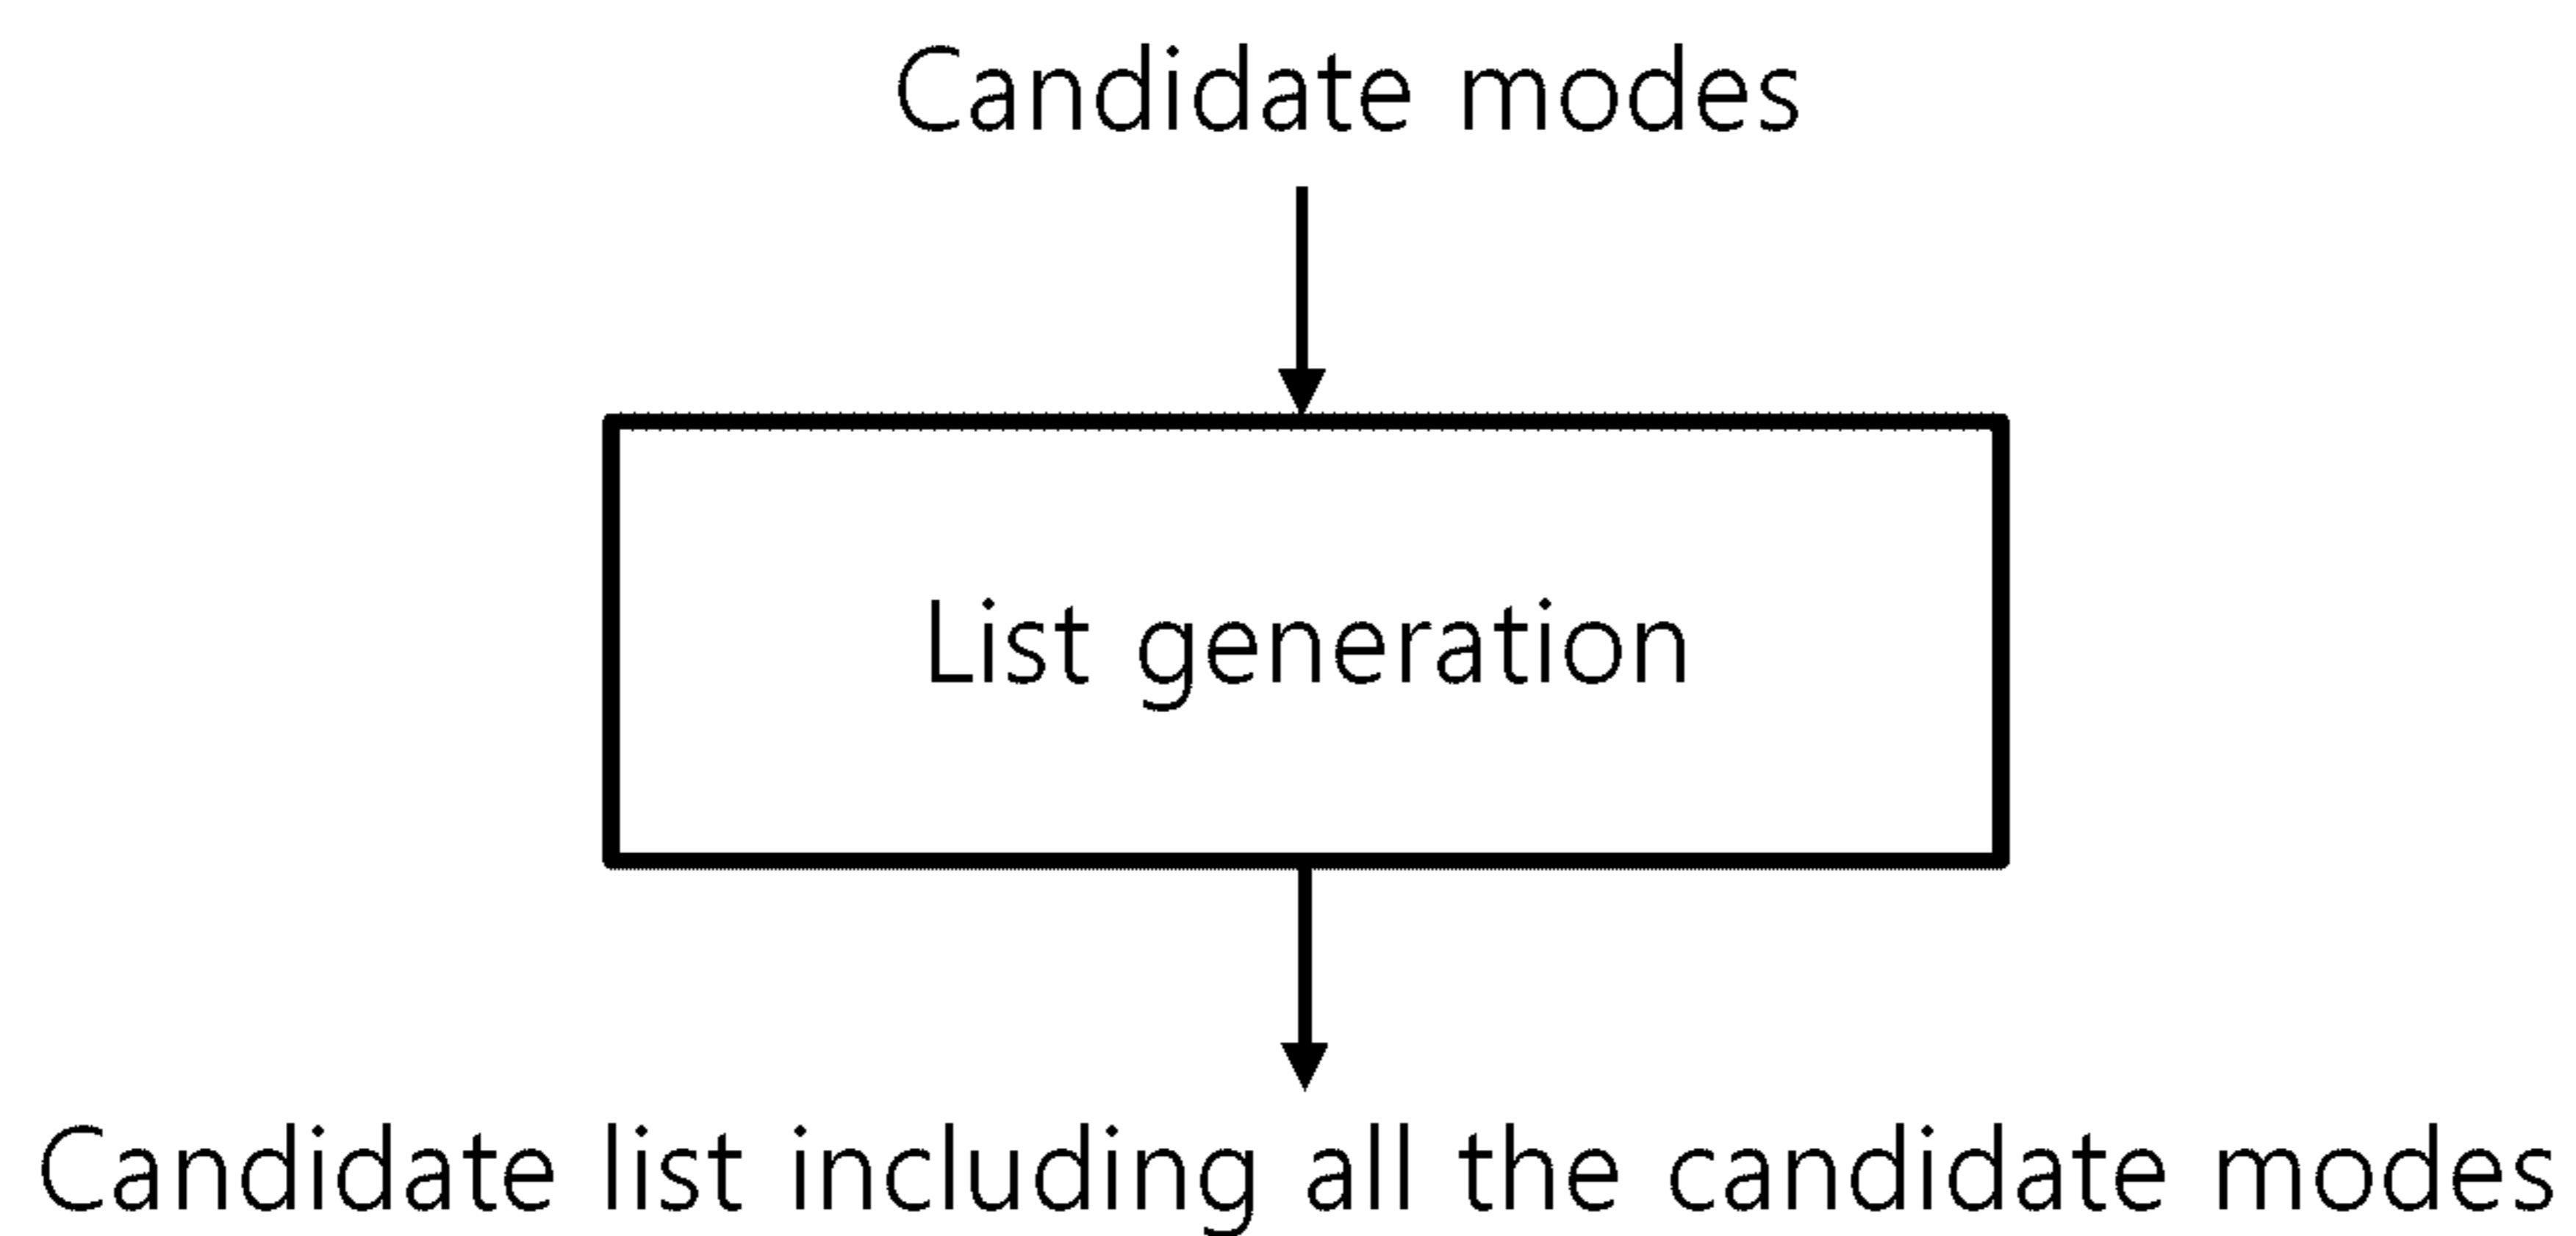 Candidate modes
List generation
Candidate list including all the candidate modes